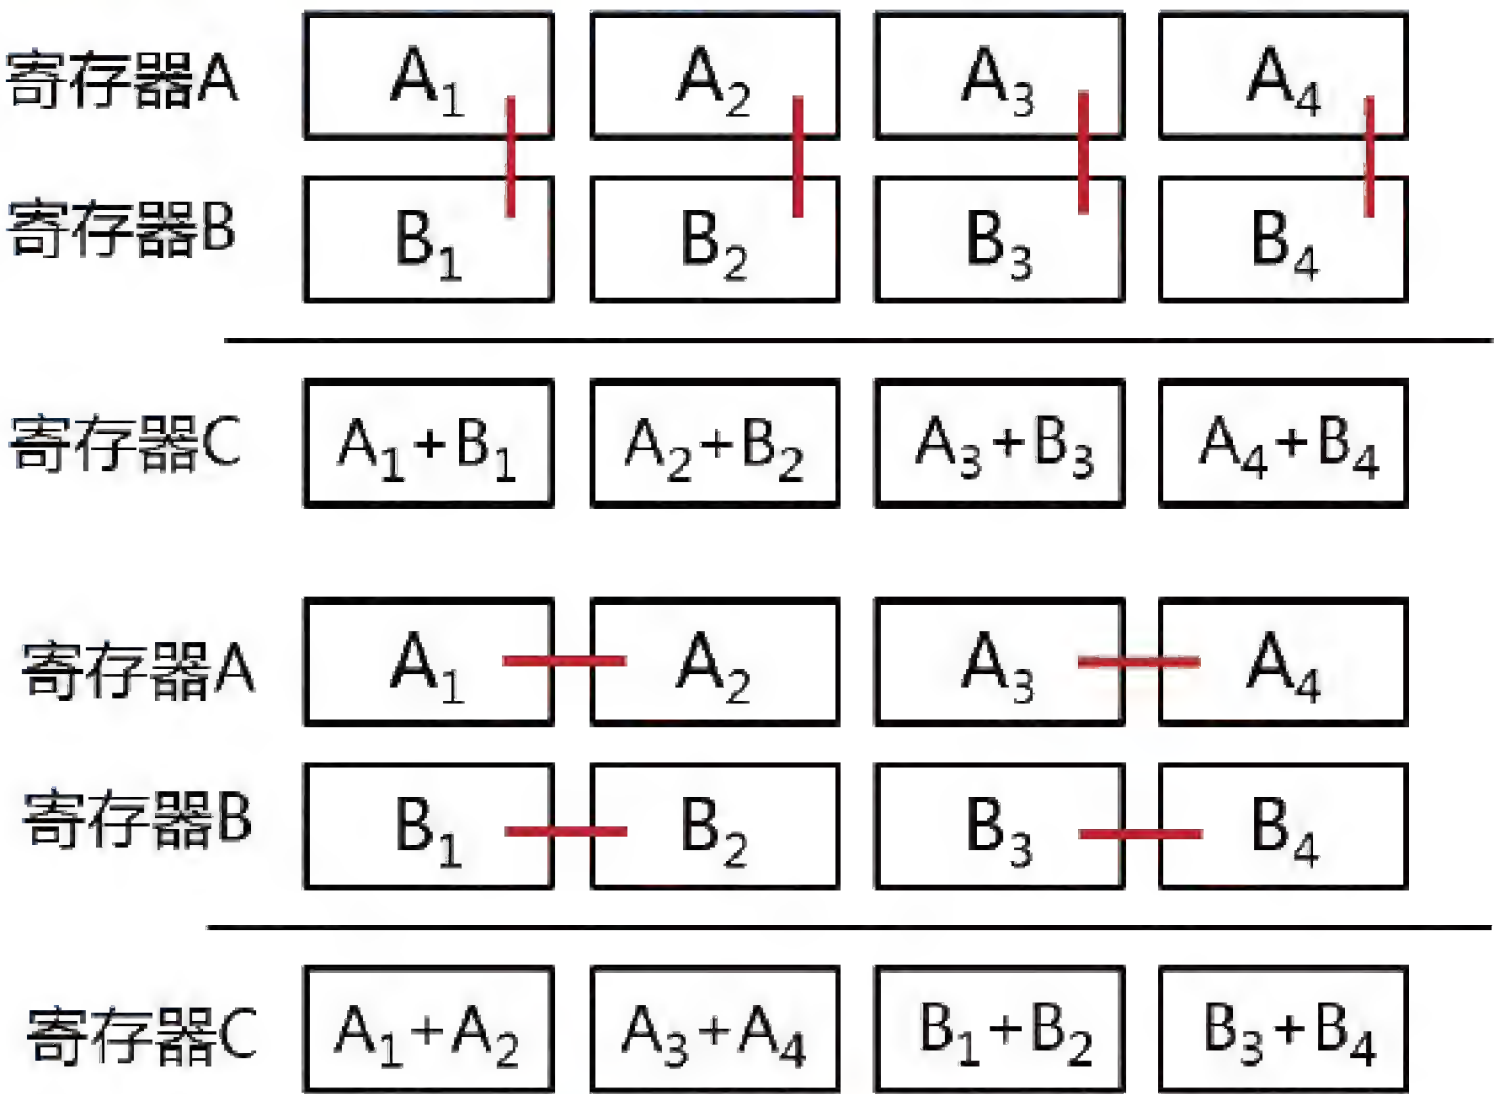 寄存器A A₁ A₂ A₃ A₄
寄存器B B₁ B₂ B₃ B₄
寄存器C A₁+B₁ A₂+B₂ A₃+B₃ A₄+B₄
寄存器A A₁ A₂ A₃ A₄
寄存器B B₁ B₂ B₃ B₄
寄存器C A₁+A₂ A₃+A₄ B₁+B₂ B₃+B₄